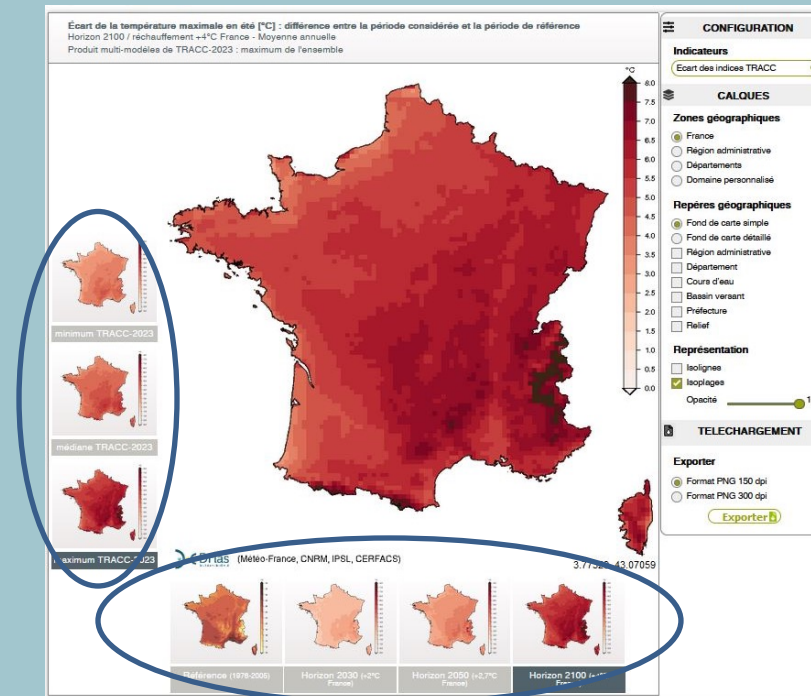 Écart de la température maximale en été [°C] : différence entre la période considérée et la période de référence
Horizon 2100 / réchauffement +4°C France - Moyenne annuelle
Produit multi-modèles de TRACC-2023 : maximum de l'ensemble
°C
8.0
7.5
7.0
6.5
6.0
5.5
5.0
4.5
4.0
3.5
3.0
2.5
2.0
1.5
1.0
0.5
0.0
minimum TRACC-2023
médiane TRACC-2023
maximum TRACC-2023
Drias (Météo-France, CNRM, IPSL, CERFACS)
Référence (1976-2005)
Horizon 2030 (+2°C France)
Horizon 2050 (+2,7°C France)
Horizon 2100
CONFIGURATION
Indicateurs
Ecart des indices TRACC
CALQUES
Zones géographiques
France
Région administrative
Départements
Domaine personnalisé
Repères géographiques
Fond de carte simple
Fond de carte détaillé
Région administrative
Département
Cours d'eau
Bassin versant
Préfecture
Relief
Représentation
Isolignes
Isoplages
Opacité
TELECHARGEMENT
Exporter
Format PNG 150 dpi
Format PNG 300 dpi
Exporter